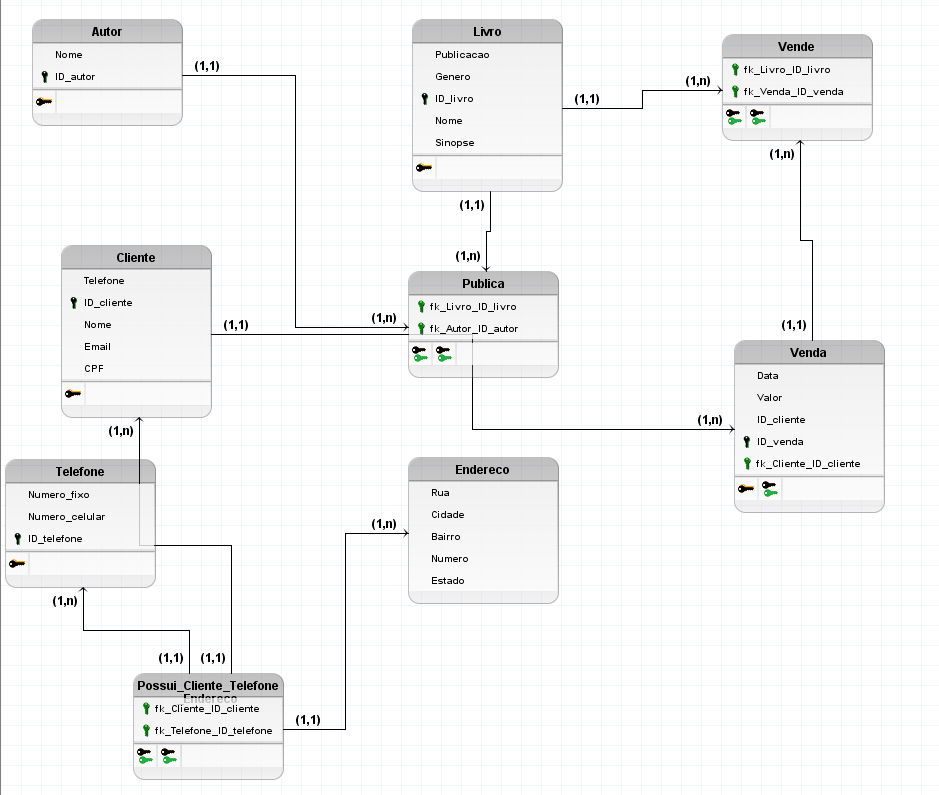 Autor
Nome
ID_autor
(1,1)
Livro
Publicacao
Genero
ID_livro
Nome
Sinopse
(1,1)
(1,n)
Vende
fk_Livro_ID_livro
fk_Venda_ID_venda
(1,n)
(1,1)
(1,n)
Cliente
Telefone
ID_cliente
Nome
Email
CPF
(1,1)
(1,n)
Publica
fk_Livro_ID_livro
fk_Autor_ID_autor
(1,1)
Venda
Data
Valor
ID_cliente
ID_venda
fk_Cliente_ID_cliente
(1,n)
(1,n)
Telefone
Numero_fixo
Numero_celular
ID_telefone
(1,n)
Endereco
Rua
Cidade
Bairro
Numero
Estado
(1,n)
(1,1)
(1,1)
Possui_Cliente_Telefone
Endereco
fk_Cliente_ID_cliente
fk_Telefone_ID_telefone
(1,1)